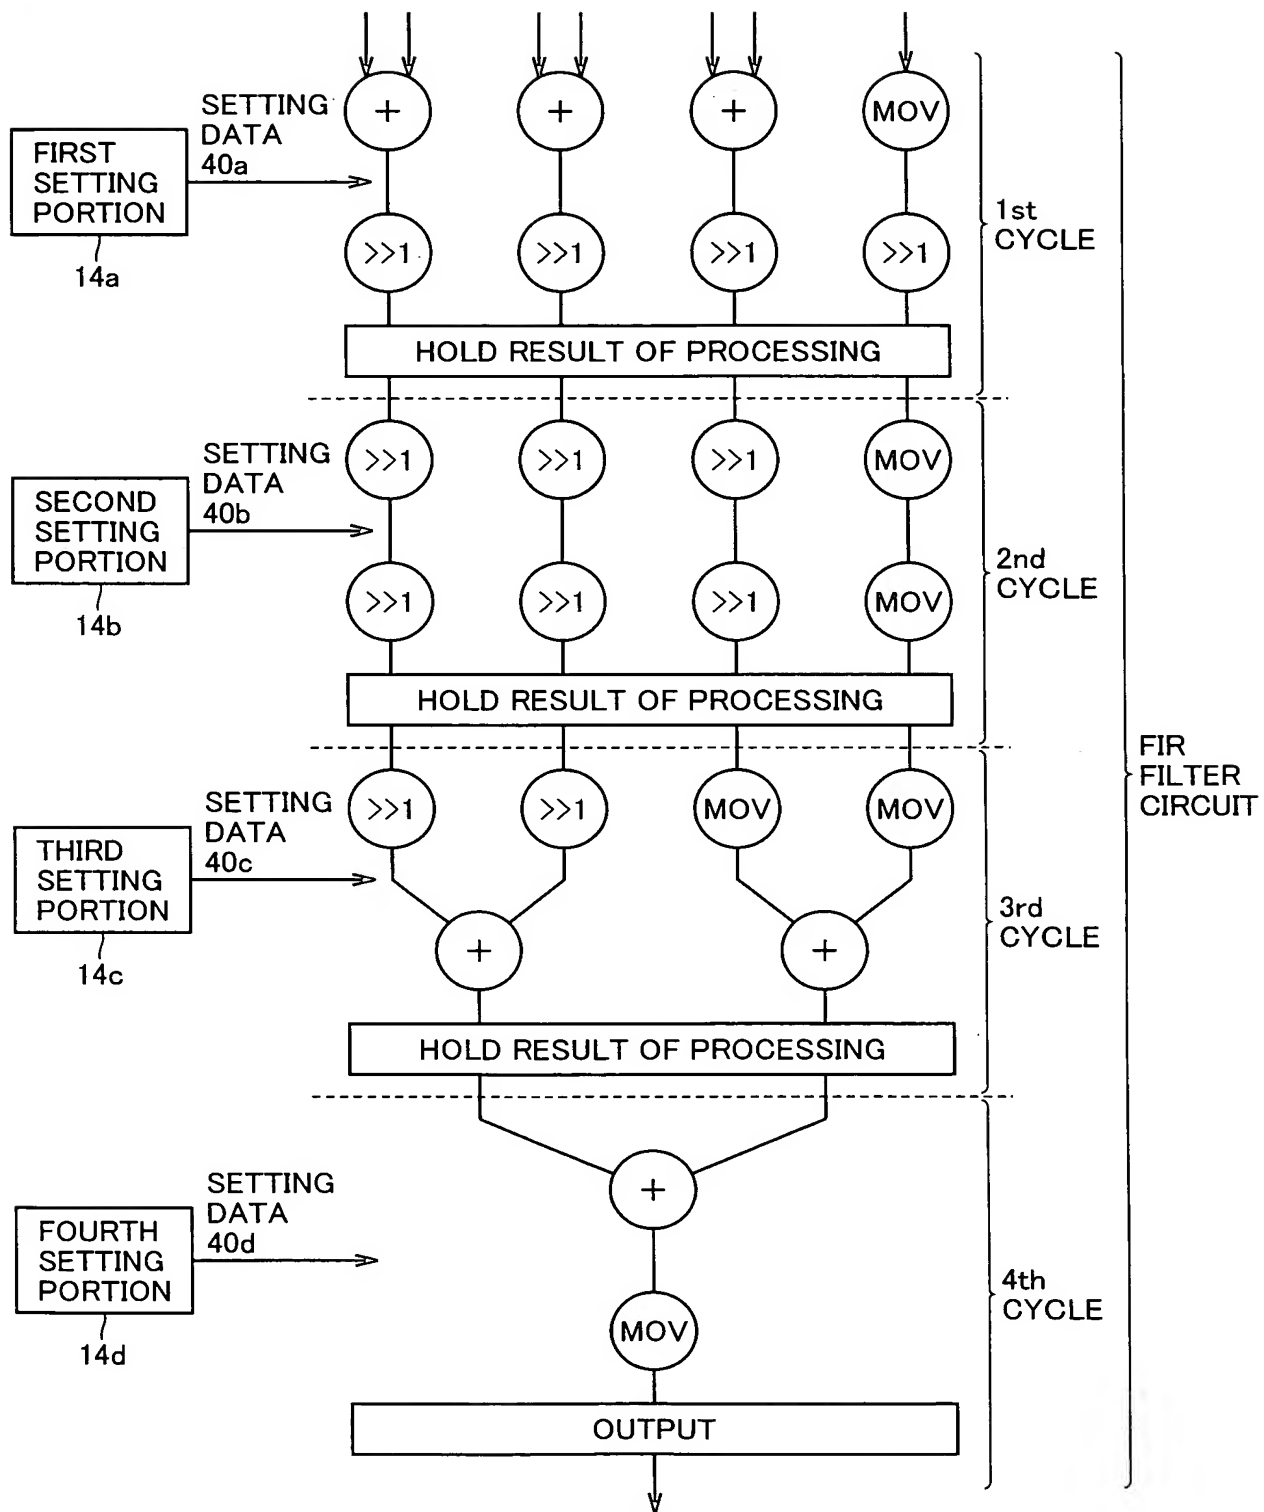 + + + MOV
SETTING
DATA
40a
FIRST
SETTING
PORTION
14a
>>1 >>1 >>1 >>1
1st
CYCLE
HOLD RESULT OF PROCESSING
SETTING
DATA
40b
>>1 >>1 >>1 MOV
SECOND
SETTING
PORTION
14b
>>1 >>1 >>1 MOV
2nd
CYCLE
HOLD RESULT OF PROCESSING
FIR
FILTER
CIRCUIT
SETTING
DATA
40c
>>1 >>1 MOV MOV
THIRD
SETTING
PORTION
14c
+ +
3rd
CYCLE
HOLD RESULT OF PROCESSING
SETTING
DATA
40d
+
FOURTH
SETTING
PORTION
14d
4th
CYCLE
MOV
OUTPUT